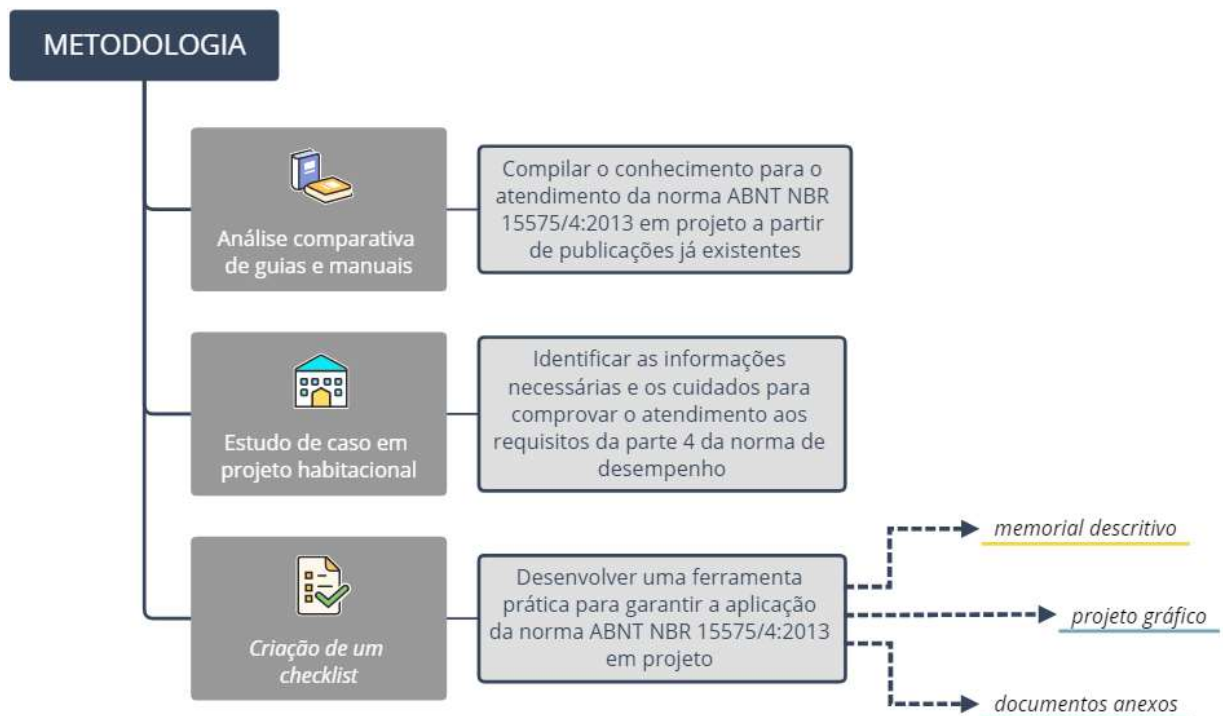 METODOLOGIA
Análise comparativa
de guias e manuais
Compilar o conhecimento para o
atendimento da norma ABNT NBR
15575/4:2013 em projeto a partir
de publicações já existentes
Estudo de caso em
projeto habitacional
Identificar as informações
necessárias e os cuidados para
comprovar o atendimento aos
requisitos da parte 4 da norma de
desempenho
Criação de um
checklist
Desenvolver uma ferramenta
prática para garantir a aplicação
da norma ABNT NBR 15575/4:2013
em projeto
memorial descritivo
projeto gráfico
documentos anexos